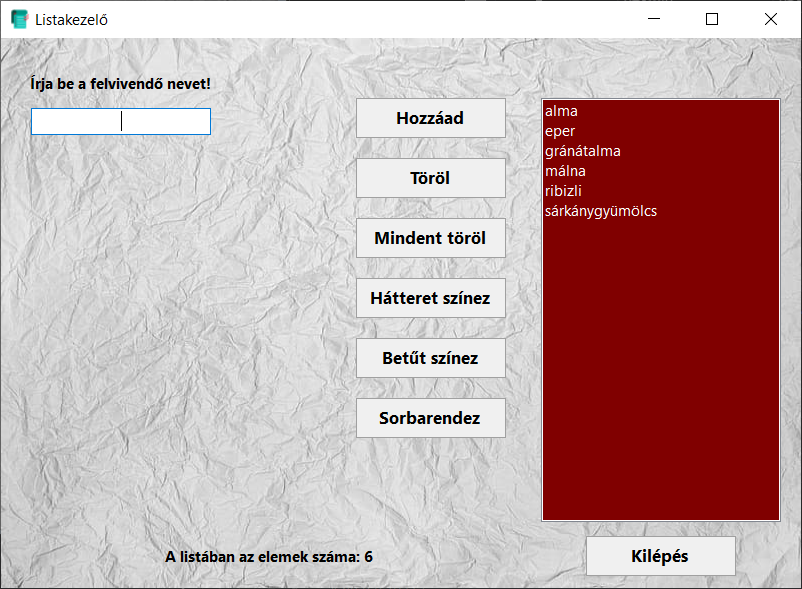 Listakezelő
Írja be a felvivendő nevet!
Hozzáad
Töröl
Mindent töröl
Hátteret színez
Betűt színez
Sorbarendez
alma
eper
gránátalma
málna
ribizli
sárkánygyümölcs
A listában az elemek száma: 6
Kilépés